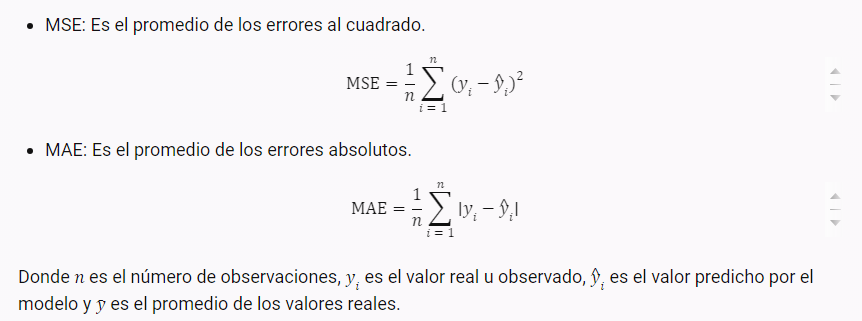 • MSE: Es el promedio de los errores al cuadrado.
MSE = \frac{1}{n} \sum_{i=1}^{n} (y_i - \hat{y}_i)^2
• MAE: Es el promedio de los errores absolutos.
MAE = \frac{1}{n} \sum_{i=1}^{n} |y_i - \hat{y}_i|
Donde n es el número de observaciones, y_i es el valor real u observado, \hat{y}_i es el valor predicho por el
modelo y \bar{y} es el promedio de los valores reales.